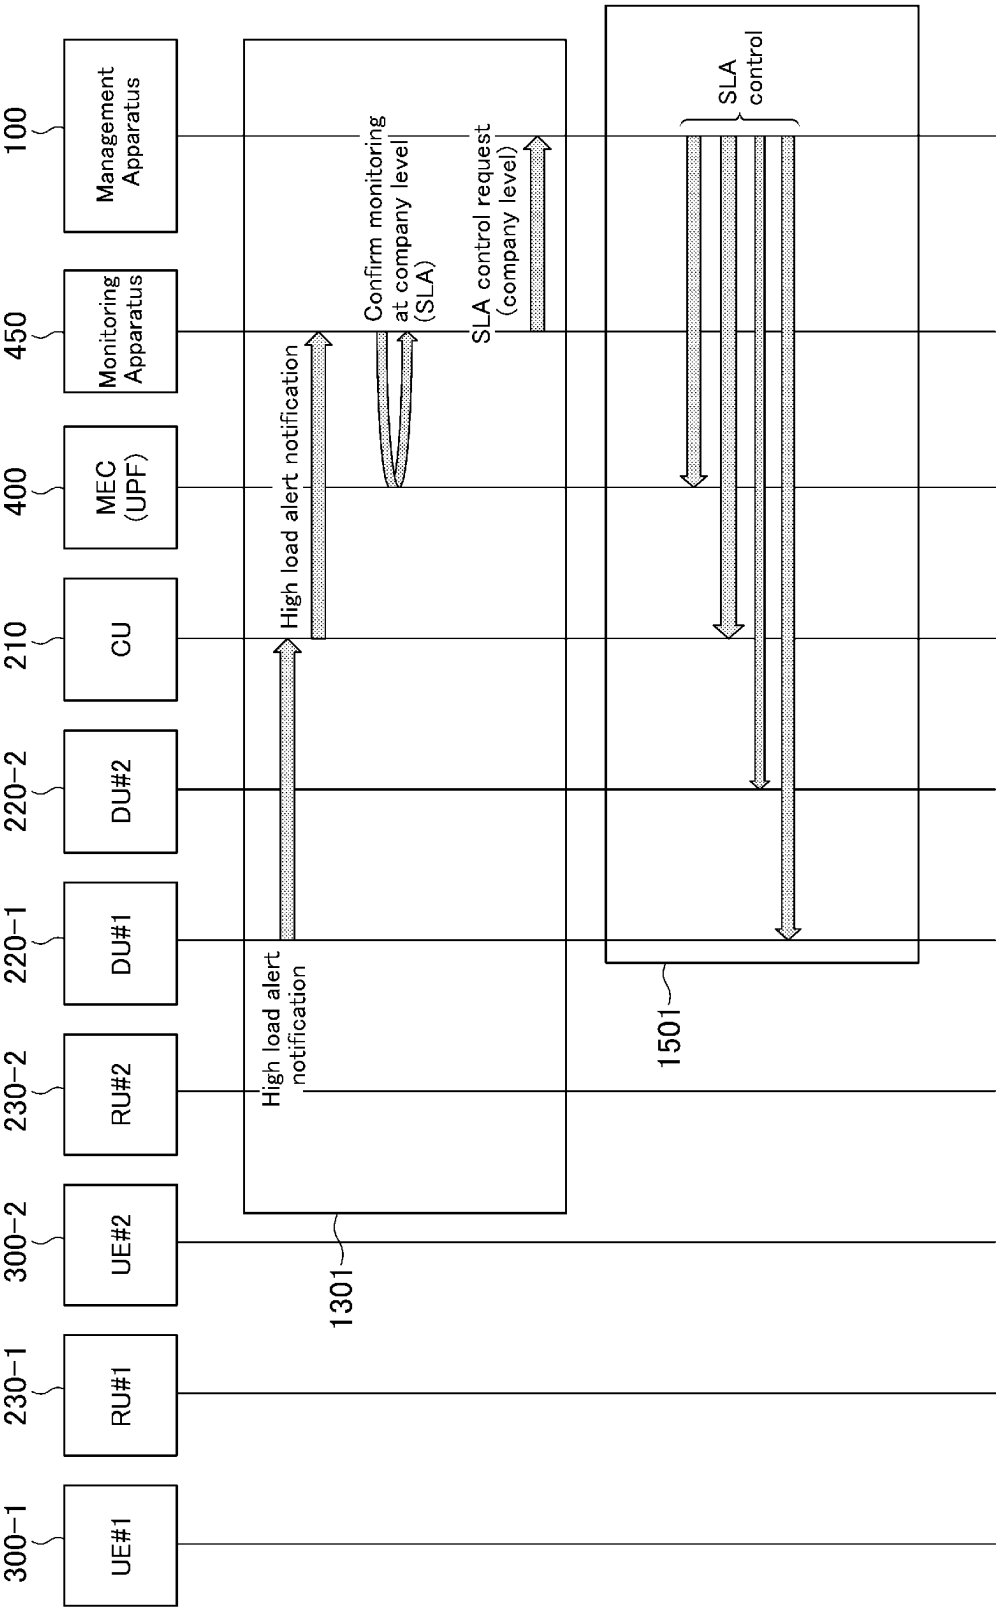 300-1
230-1
300-2
230-2
220-1
220-2
210
400
450
100
UE#1
RU#1
UE#2
RU#2
DU#1
DU#2
CU
MEC
(UPF)
Monitoring
Apparatus
Management
Apparatus
1301
High load alert
notification
High load alert notification
Confirm monitoring
at company level
(SLA)
SLA control request
(company level)
1501
SLA
control